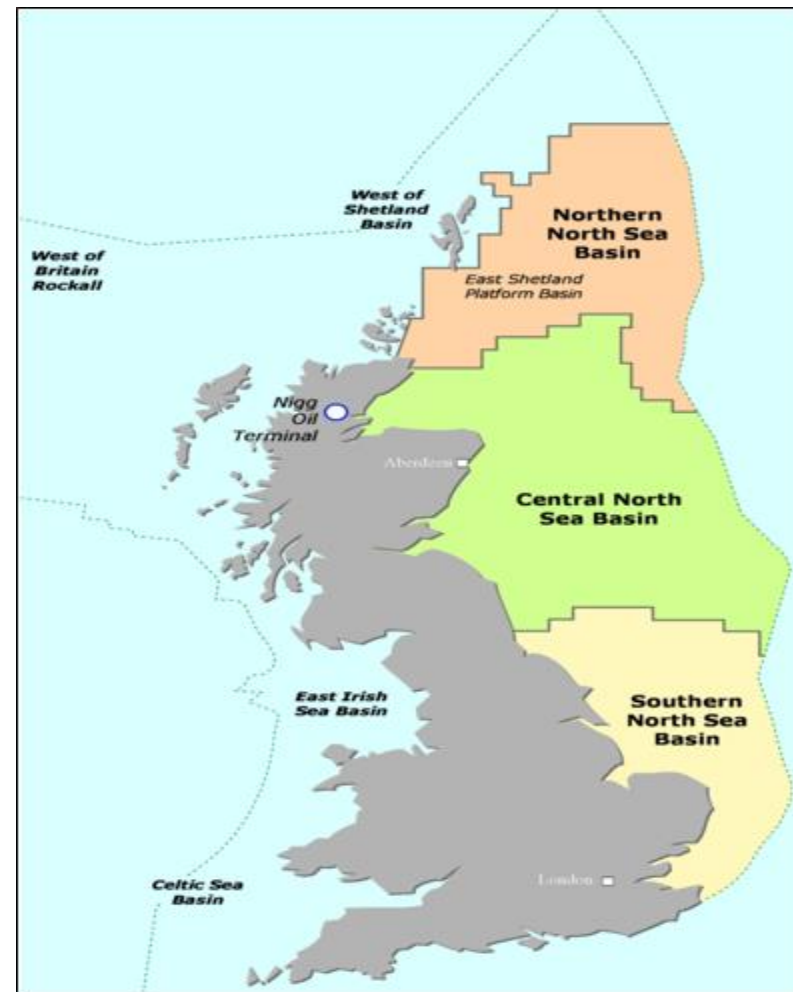 West of
Shetland
Basin
Northern
North Sea
Basin
West of
Britain
Rockall
East Shetland
Platform Basin
Nigg
Oil
Terminal
Aberdeen
Central North
Sea Basin
East Irish
Sea Basin
Southern
North Sea
Basin
Celtic Sea
Basin
London